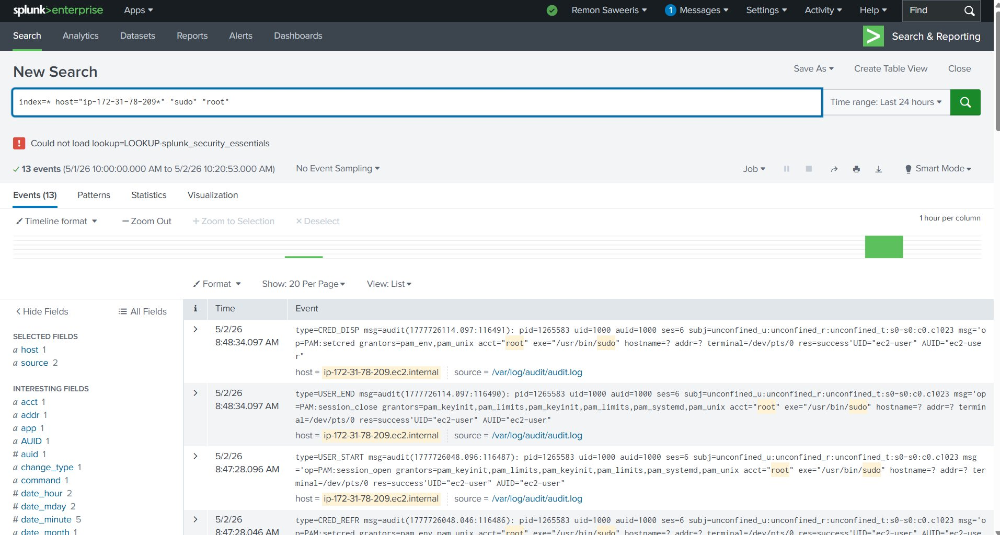 splunk>enterprise Apps Remon Saweeris 1 Messages Settings Activity Help Find
Search Analytics Datasets Reports Alerts Dashboards > Search & Reporting
New Search Save As Create Table View Close
index=* host="ip-172-31-78-209*" "sudo" "root" Time range: Last 24 hours
! Could not load lookup=LOOKUP-splunk_security_essentials
✓ 13 events (5/1/26 10:00:00.000 AM to 5/2/26 10:20:53.000 AM) No Event Sampling Job Smart Mode
Events (13) Patterns Statistics Visualization
Timeline format — Zoom Out + Zoom to Selection × Deselect 1 hour per column
Format Show: 20 Per Page View: List
< Hide Fields All Fields
SELECTED FIELDS
a host 1
a source 2
INTERESTING FIELDS
a acct 1
a addr 1
a app 1
a AUID 1
# auid 1
a change_type 1
a command 1
# date_hour 2
# date_mday 2
# date_minute 5
a date_month 1
i Time Event
> 5/2/26
8:48:34.097 AM
type=CRED_DISP msg=audit(1777726114.097:116491): pid=1265583 uid=1000 auid=1000 ses=6 subj=unconfined_u:unconfined_r:unconfined_t:s0-s0:c0.c1023 msg='o
p=PAM:setcred grantors=pam_env,pam_unix acct="root" exe="/usr/bin/sudo" hostname=? addr=? terminal=/dev/pts/0 res=success'UID="ec2-user" AUID="ec2-use
r"
host = ip-172-31-78-209.ec2.internal source = /var/log/audit/audit.log
> 5/2/26
8:48:34.097 AM
type=USER_END msg=audit(1777726114.097:116490): pid=1265583 uid=1000 auid=1000 ses=6 subj=unconfined_u:unconfined_r:unconfined_t:s0-s0:c0.c1023 msg='op
=PAM:session_close grantors=pam_keyinit,pam_limits,pam_keyinit,pam_limits,pam_systemd,pam_unix acct="root" exe="/usr/bin/sudo" hostname=? addr=? termin
al=/dev/pts/0 res=success'UID="ec2-user" AUID="ec2-user"
host = ip-172-31-78-209.ec2.internal source = /var/log/audit/audit.log
> 5/2/26
8:47:28.096 AM
type=USER_START msg=audit(1777726048.096:116487): pid=1265583 uid=1000 auid=1000 ses=6 subj=unconfined_u:unconfined_r:unconfined_t:s0-s0:c0.c1023 msg
='op=PAM:session_open grantors=pam_keyinit,pam_limits,pam_keyinit,pam_limits,pam_systemd,pam_unix acct="root" exe="/usr/bin/sudo" hostname=? addr=? ter
minal=/dev/pts/0 res=success'UID="ec2-user" AUID="ec2-user"
host = ip-172-31-78-209.ec2.internal source = /var/log/audit/audit.log
> 5/2/26
8:47:28.046 AM
type=CRED_REFR msg=audit(1777726048.046:116486): pid=1265583 uid=1000 auid=1000 ses=6 subj=unconfined_u:unconfined_r:unconfined_t:s0-s0:c0.c1023 msg='o
p=PAM:setcred grantors=pam_env,pam_unix acct="root" exe="/usr/bin/sudo" hostname=? addr=? terminal=/dev/pts/0 res=success'UID="ec2-user" AUID="ec2-use